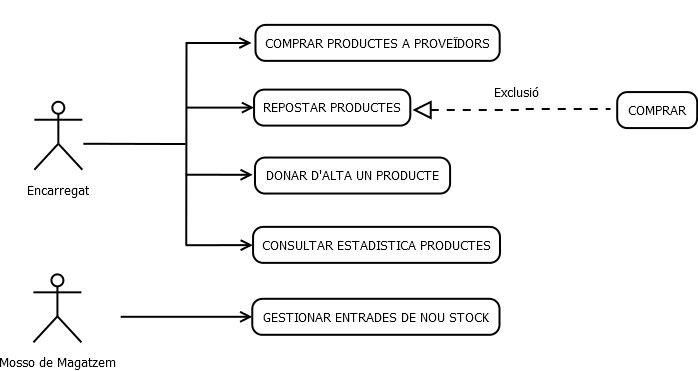 COMPRAR PRODUCTES A PROVEÏDORS
Exclusió
REPOSTAR PRODUCTES
COMPRAR
DONAR D'ALTA UN PRODUCTE
Encarregat
CONSULTAR ESTADISTICA PRODUCTES
GESTIONAR ENTRADES DE NOU STOCK
Mosso de Magatzem